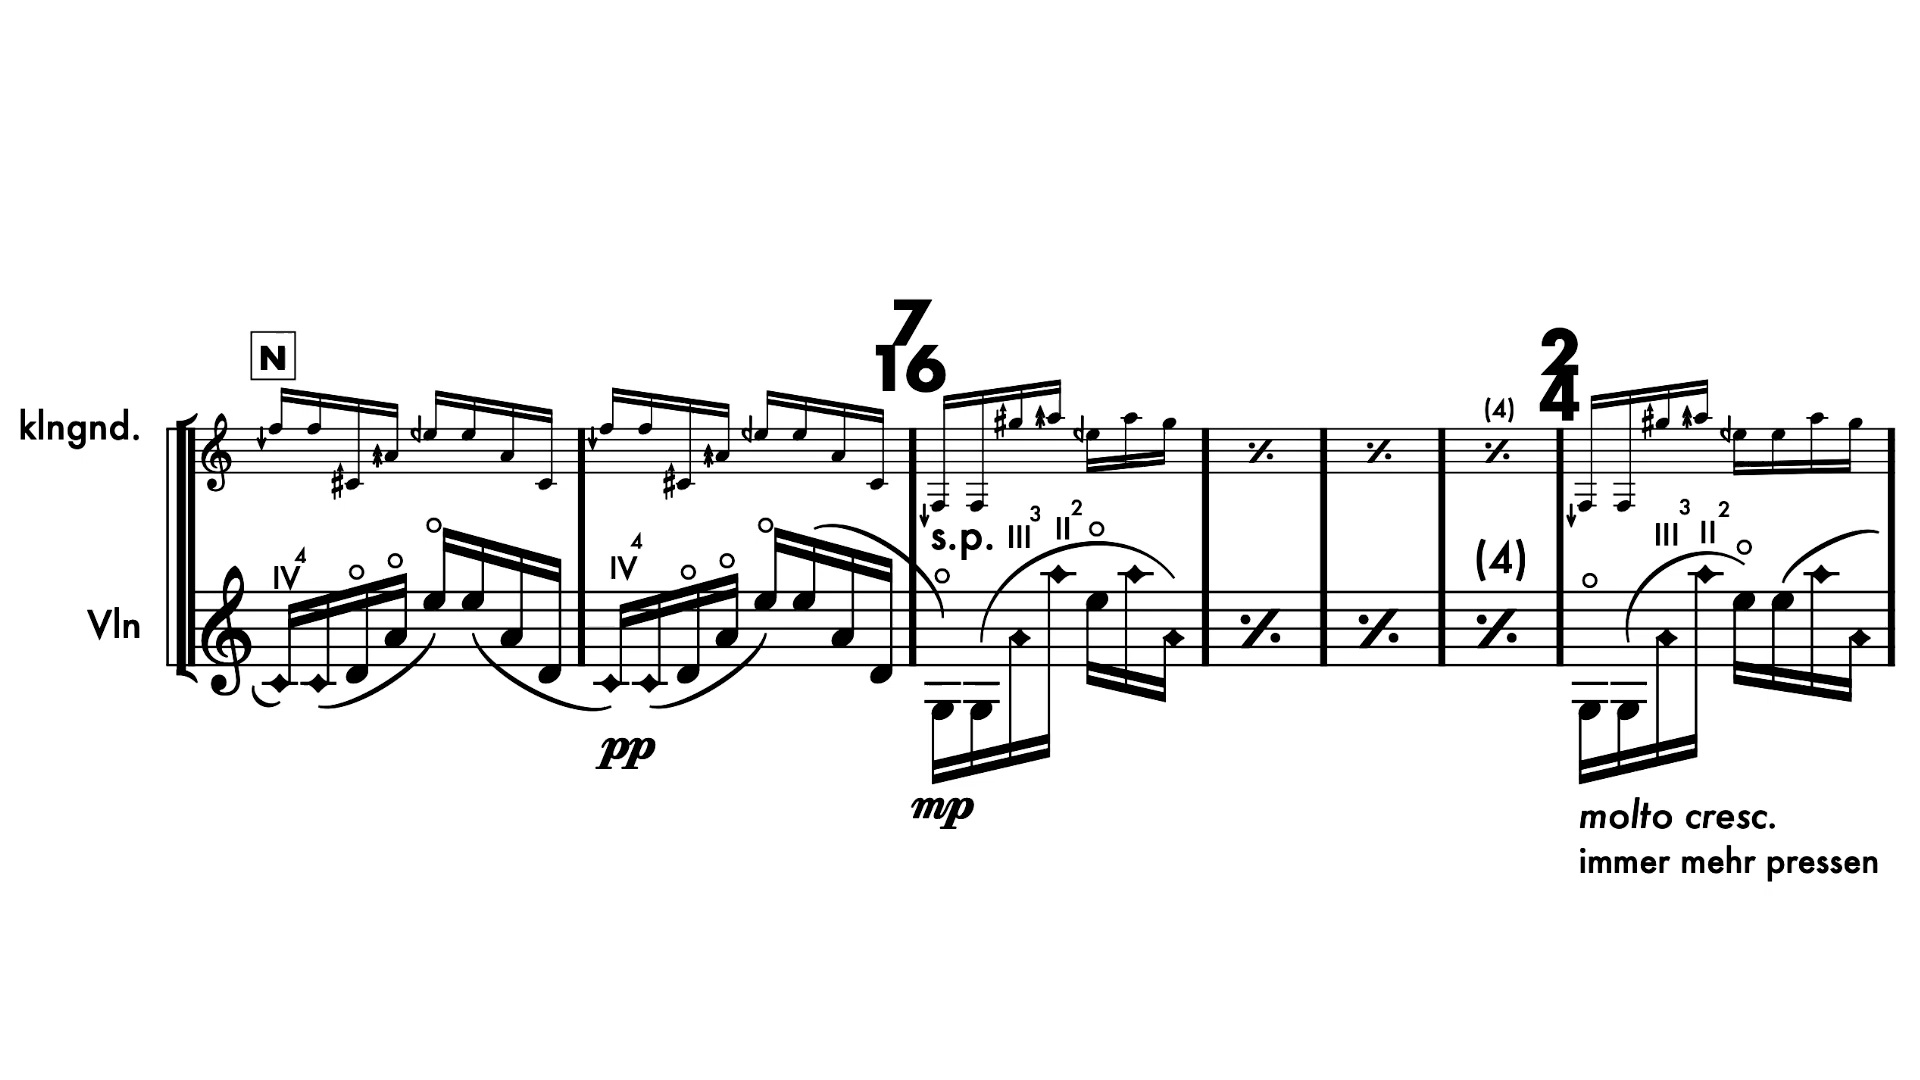 N
7
16
2
4
klngnd.
(4)
s.p.
III 3
II 2
III 3
II 2
IV 4
IV 4
(4)
Vln
pp
mp
molto cresc.
immer mehr pressen